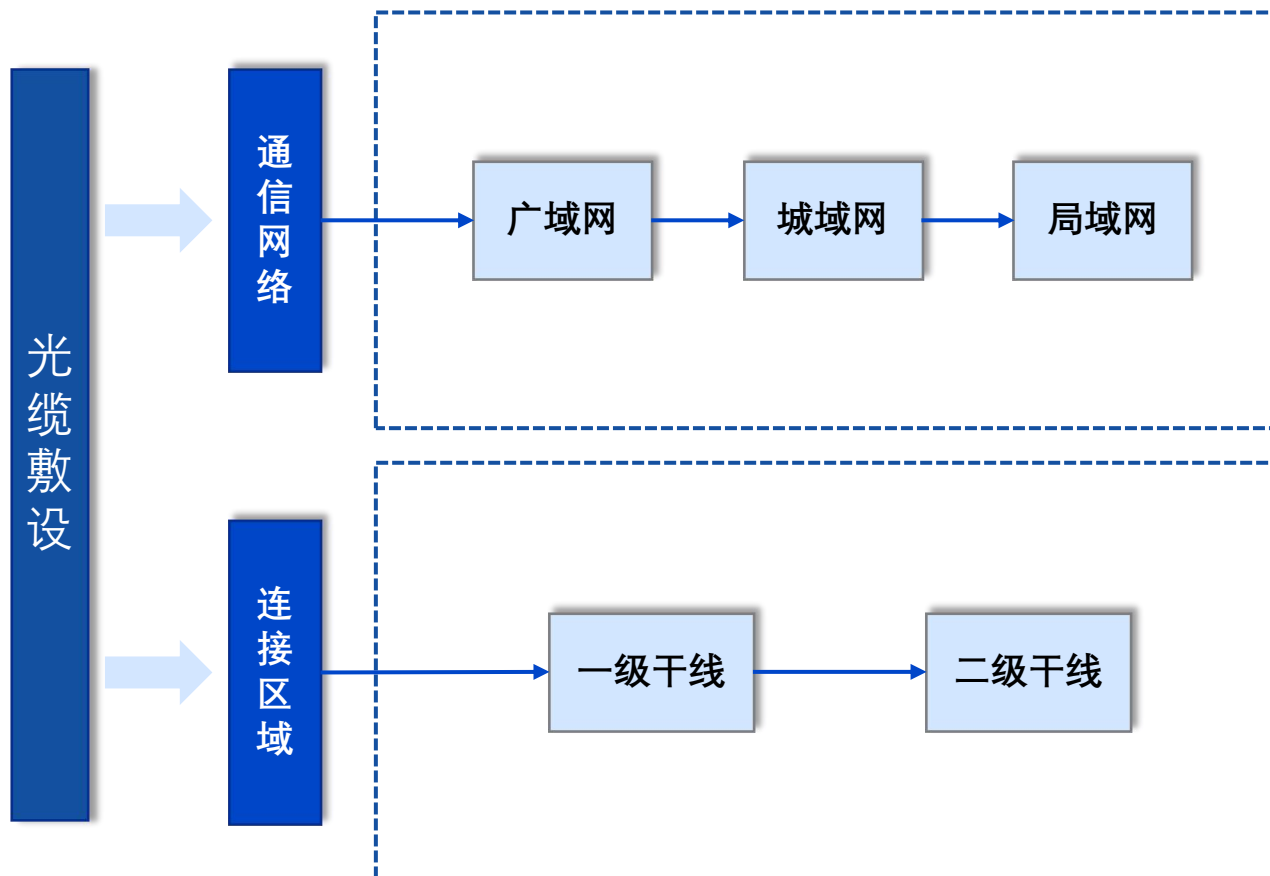 光缆敷设
通信网络
广域网
城域网
局域网
连接区域
一级干线
二级干线